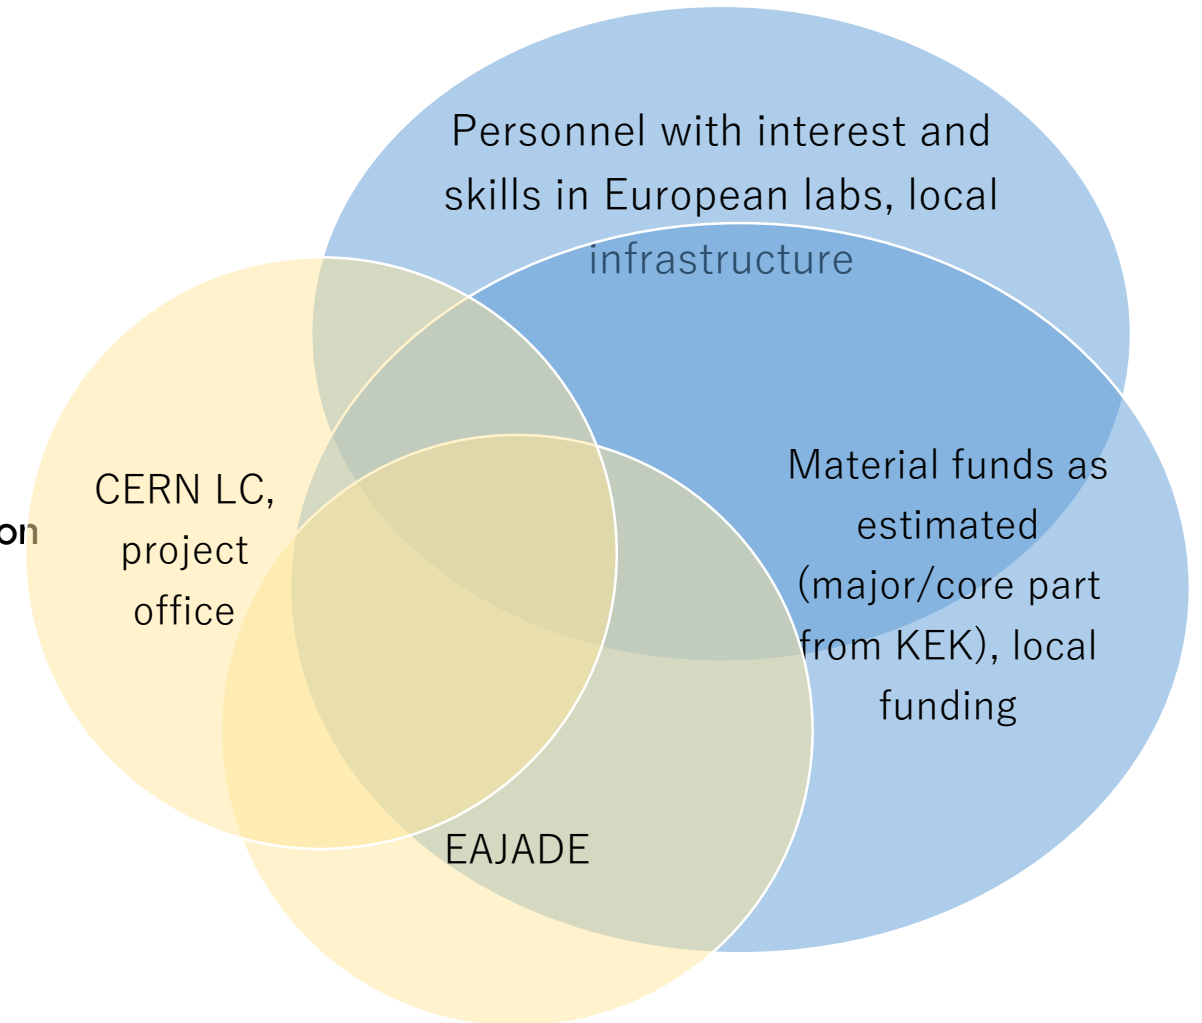 Personnel with interest and
skills in European labs, local
infrastructure
Material funds as
estimated
(major/core part
from KEK), local
funding
CERN LC,
project
office
on
EAJADE